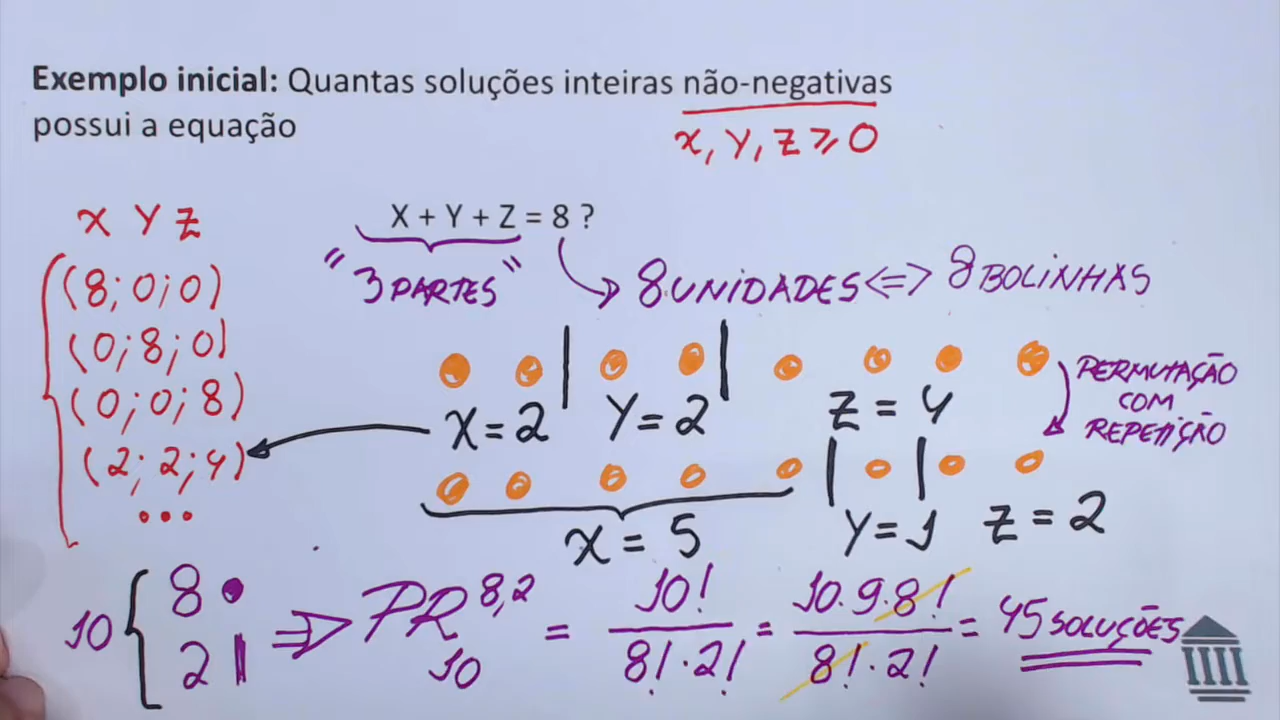 Exemplo inicial: Quantas soluções inteiras não-negativas
possui a equação
x, y, z ≥ 0
X + Y + Z = 8 ?
x y z
(8; 0; 0)
(0; 8; 0)
(0; 0; 8)
(2; 2; 4)
...
"3 PARTES"
8 UNIDADES <=> 8 BOLINHAS
x = 2 y = 2 z = 4
PERMUTAÇÃO
COM
REPETIÇÃO
x = 5 y = 1 z = 2
10 { 8 ● 2 | ⇒ PR 8,2 10 = 10! / 8! · 2! = 10 · 9 · 8! / 8! · 2! = 45 SOLUÇÕES